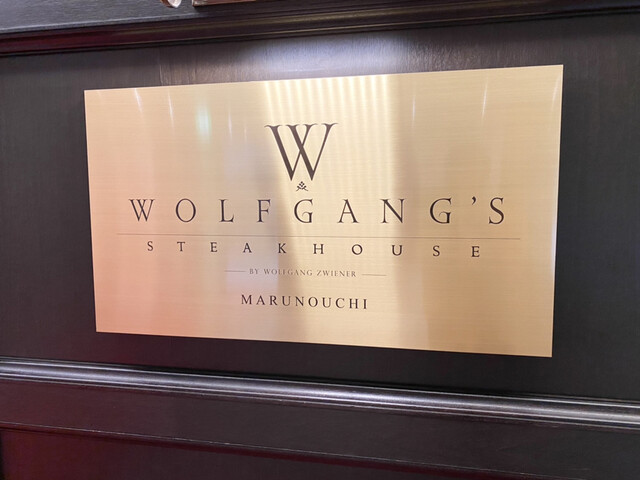 W
WOLFGANG'S
STEAKHOUSE
BY WOLFGANG ZWIENER
MARUNOUCHI